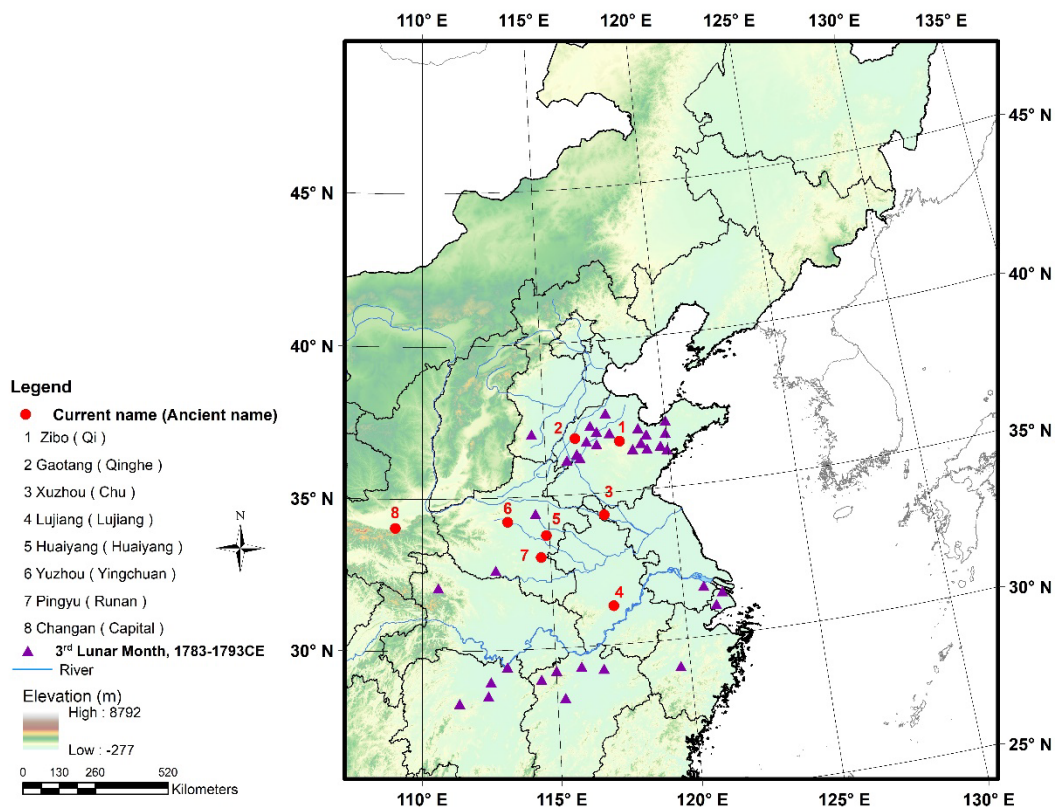 110° E 115° E 120° E 125° E 130° E 135° E
45° N
45° N
40° N
40° N
35° N
35° N
30° N
30° N
25° N
110° E 115° E 120° E 125° E 130° E
2
1
3
6
5
8
7
4
Legend
Current name (Ancient name)
1 Zibo ( Qi )
2 Gaotang ( Qinghe )
3 Xuzhou ( Chu )
4 Lujiang ( Lujiang )
5 Huaiyang ( Huaiyang )
6 Yuzhou ( Yingchuan )
7 Pingyu ( Runan )
8 Changan ( Capital )
3rd Lunar Month, 1783-1793CE
River
Elevation (m)
High : 8792
Low : -277
0 130 260 520
Kilometers
N